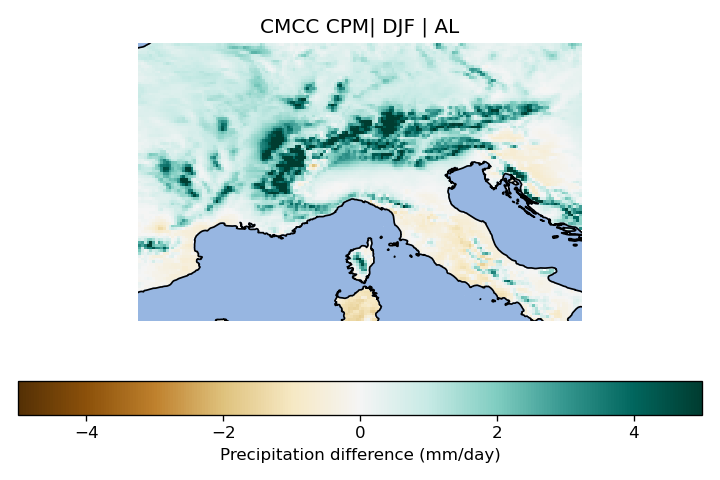 CMCC CPM| DJF | AL
−4 −2 0 2 4
Precipitation difference (mm/day)